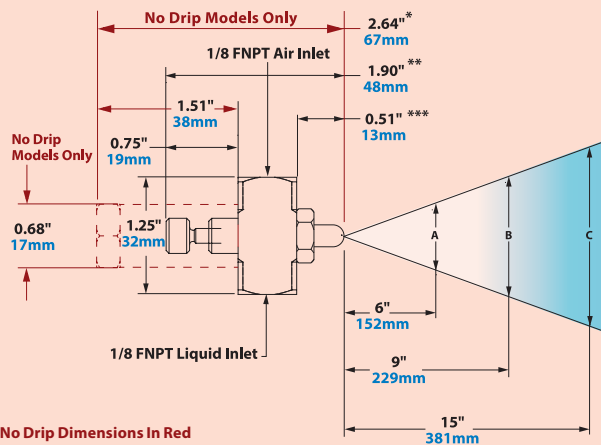 No Drip Models Only
2.64" *
67mm
1/8 FNPT Air Inlet
1.90" **
48mm
1.51"
38mm
0.51" ***
13mm
No Drip
Models Only
0.75"
19mm
0.68"
17mm
1.25"
32mm
A
B
C
6"
152mm
1/8 FNPT Liquid Inlet
9"
229mm
15"
381mm
No Drip Dimensions In Red